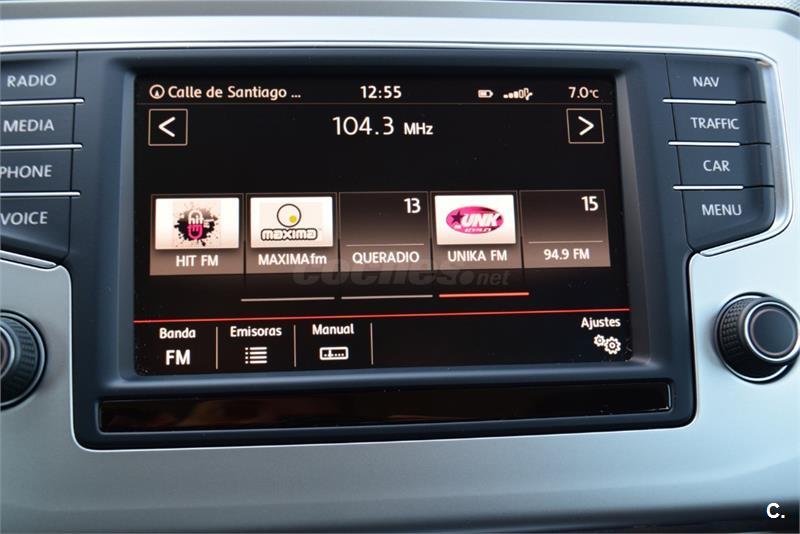 RADIO
MEDIA
PHONE
VOICE
Calle de Santiago ... 12:55 7.0°C
< 104.3 MHz >
hit
maxima
13
UNK
15
HIT FM
MAXIMAfm
QUERADIO
UNIKA FM
94.9 FM
coches.net
Banda
FM
Emisoras
Manual
Ajustes
NAV
TRAFFIC
CAR
MENU
C.